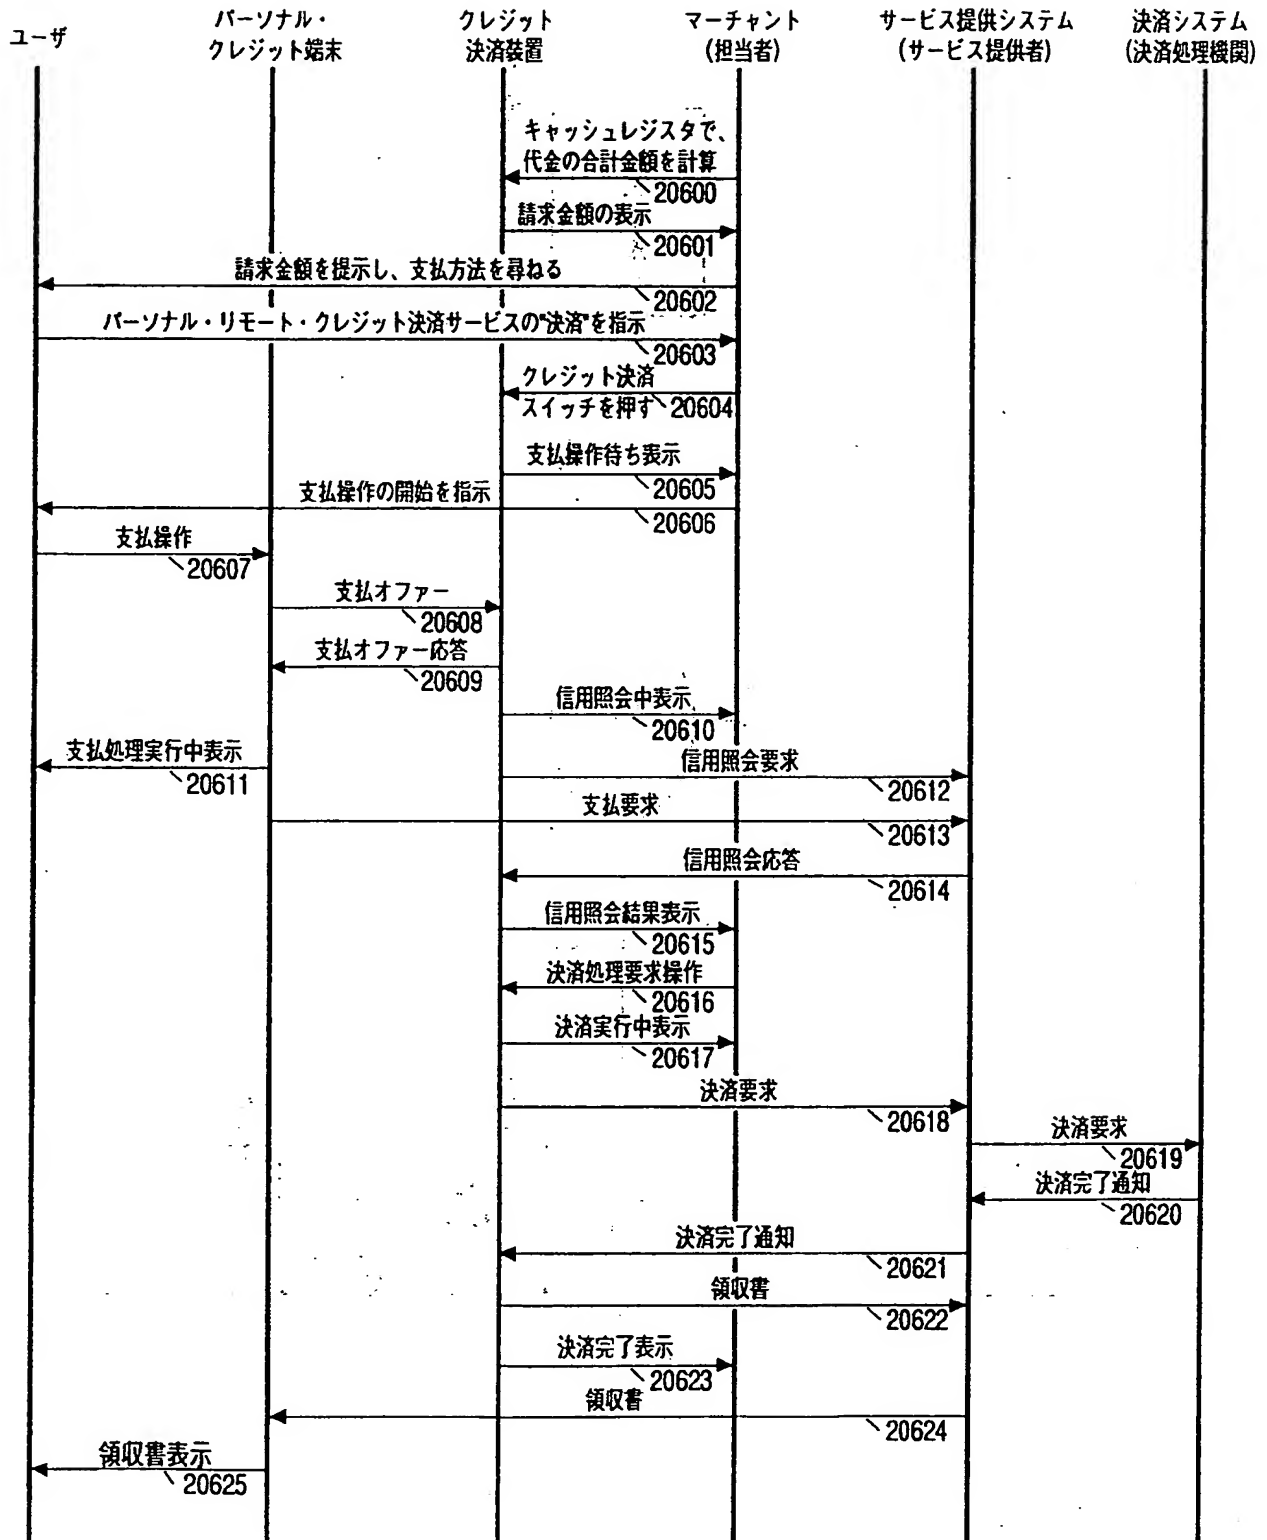 ユーザ
パーソナル・
クレジット端末
クレジット
決済装置
マーチャント
(担当者)
サービス提供システム
(サービス提供者)
決済システム
(決済処理機関)
キャッシュレジスタで、
代金の合計金額を計算
20600
請求金額の表示
20601
請求金額を提示し、支払方法を尋ねる
20602
パーソナル・リモート・クレジット決済サービスの"決済"を指示
20603
クレジット決済
スイッチを押す
20604
支払操作待ち表示
20605
支払操作の開始を指示
20606
支払操作
20607
支払オファー
20608
支払オファー応答
20609
信用照会中表示
20610
支払処理実行中表示
20611
信用照会要求
20612
支払要求
20613
信用照会応答
20614
信用照会結果表示
20615
決済処理要求操作
20616
決済実行中表示
20617
決済要求
20618
決済要求
20619
決済完了通知
20620
決済完了通知
20621
領収書
20622
決済完了表示
20623
領収書
20624
領収書表示
20625